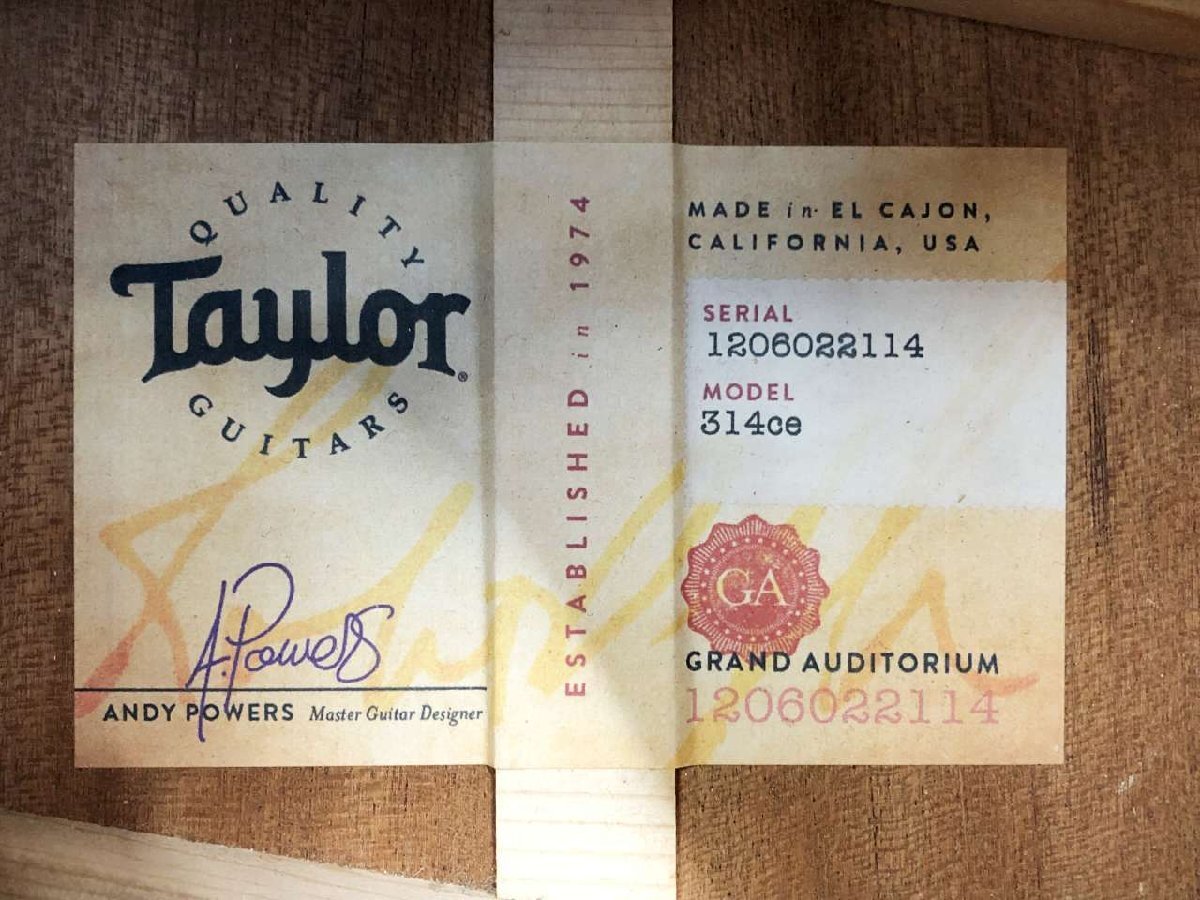 QUALITY
Taylor®
GUITARS
A. Powers
ANDY POWERS Master Guitar Designer
ESTABLISHED in 1974
MADE in EL CAJON,
CALIFORNIA, USA
SERIAL
1206022114
MODEL
314ce
GA
GRAND AUDITORIUM
1206022114